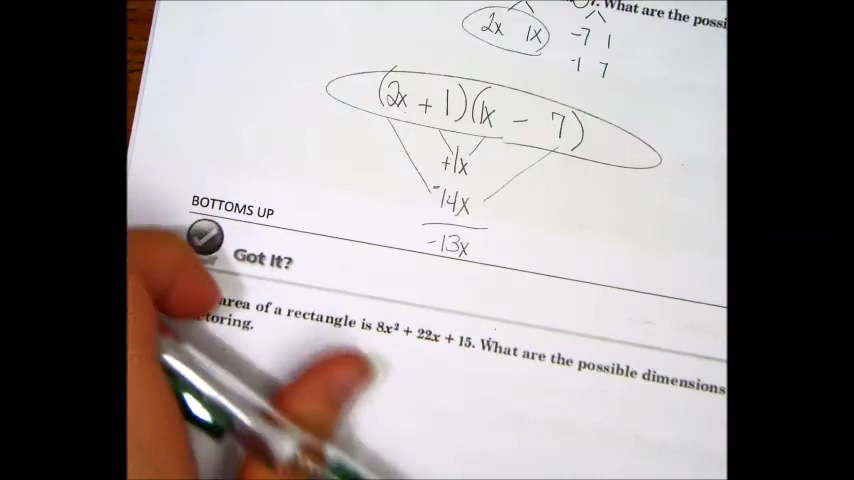 . What are the possi
2x 1x -7 1
-1 7
(2x + 1)(1x - 7)
+1x
-14x
-13x
BOTTOMS UP
Got It?
area of a rectangle is 8x² + 22x + 15. What are the possible dimensions
ctoring.